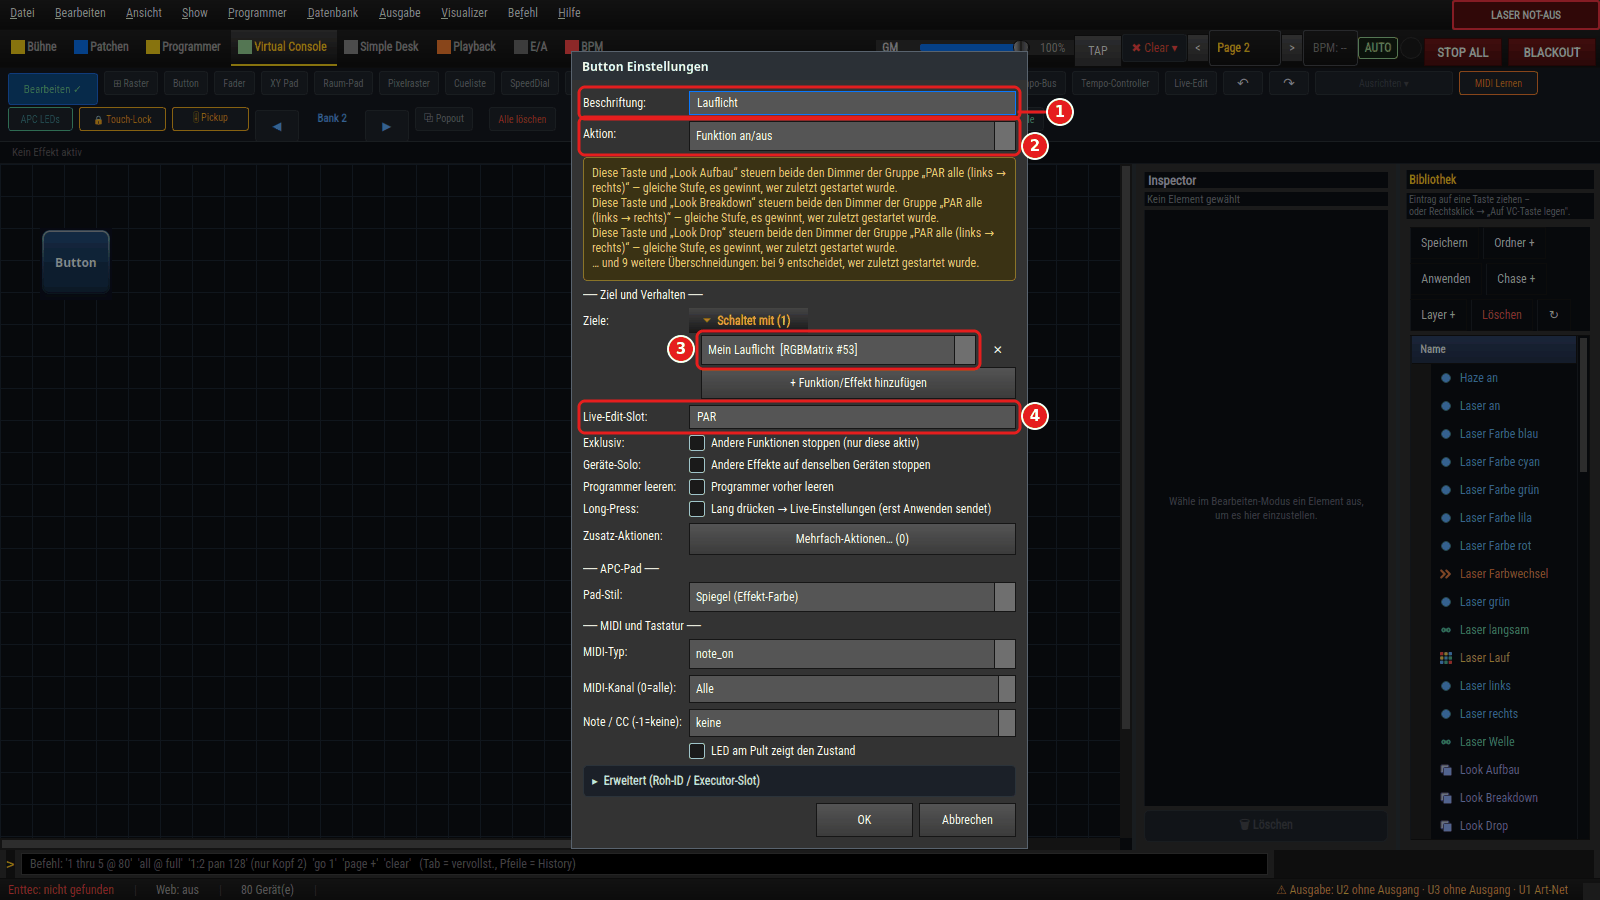 Datei Bearbeiten Ansicht Show Programmer Datenbank Ausgabe Visualizer Befehl Hilfe
LASER NOT-AUS
Bühne Patchen Programmer Virtual Console Simple Desk Playback E/A BPM
GM 100% TAP ✖ Clear ▾ < Page 2 > BPM: -- AUTO STOP ALL BLACKOUT
Bearbeiten ✓ ⊞ Raster Button Fader XY Pad Raum-Pad Pixelraster Cueliste SpeedDial
po-Bus Tempo-Controller Live-Edit ↶ ↷ Ausrichten ▾ MIDI Lernen
APC LEDs Touch-Lock Pickup ◀ Bank 2 ▶ Popout Alle löschen
Kein Effekt aktiv
Button
Button Einstellungen
Beschriftung: Lauflicht
1
Aktion: Funktion an/aus
2
Diese Taste und „Look Aufbau“ steuern beide den Dimmer der Gruppe „PAR alle (links →
rechts)“ – gleiche Stufe, es gewinnt, wer zuletzt gestartet wurde.
Diese Taste und „Look Breakdown“ steuern beide den Dimmer der Gruppe „PAR alle
(links → rechts)“ – gleiche Stufe, es gewinnt, wer zuletzt gestartet wurde.
Diese Taste und „Look Drop“ steuern beide den Dimmer der Gruppe „PAR alle (links →
rechts)“ – gleiche Stufe, es gewinnt, wer zuletzt gestartet wurde.
… und 9 weitere Überschneidungen: bei 9 entscheidet, wer zuletzt gestartet wurde.
── Ziel und Verhalten ──
Ziele: ▾ Schaltet mit (1)
3
Mein Lauflicht [RGBMatrix #53] ✕
+ Funktion/Effekt hinzufügen
Live-Edit-Slot: PAR
4
Exklusiv: Andere Funktionen stoppen (nur diese aktiv)
Geräte-Solo: Andere Effekte auf denselben Geräten stoppen
Programmer leeren: Programmer vorher leeren
Long-Press: Lang drücken → Live-Einstellungen (erst Anwenden sendet)
Zusatz-Aktionen: Mehrfach-Aktionen… (0)
── APC-Pad ──
Pad-Stil: Spiegel (Effekt-Farbe)
── MIDI und Tastatur ──
MIDI-Typ: note_on
MIDI-Kanal (0=alle): Alle
Note / CC (-1=keine): keine
LED am Pult zeigt den Zustand
▸ Erweitert (Roh-ID / Executor-Slot)
OK Abbrechen
Inspector
Kein Element gewählt
Wähle im Bearbeiten-Modus ein Element aus,
um es hier einzustellen.
Löschen
Bibliothek
Eintrag auf eine Taste ziehen –
oder Rechtsklick → „Auf VC-Taste legen“.
Speichern Ordner +
Anwenden Chase +
Layer + Löschen ↻
Name
Haze an
Laser an
Laser Farbe blau
Laser Farbe cyan
Laser Farbe grün
Laser Farbe lila
Laser Farbe rot
Laser Farbwechsel
Laser grün
Laser langsam
Laser Lauf
Laser links
Laser rechts
Laser Welle
Look Aufbau
Look Breakdown
Look Drop
> Befehl: '1 thru 5 @ 80' 'all @ full' '1:2 pan 128' (nur Kopf 2) 'go 1' 'page +' 'clear' (Tab = vervollst., Pfeile = History)
Enttec: nicht gefunden Web: aus 80 Gerät(e)
⚠ Ausgabe: U2 ohne Ausgang · U3 ohne Ausgang · U1 Art-Net